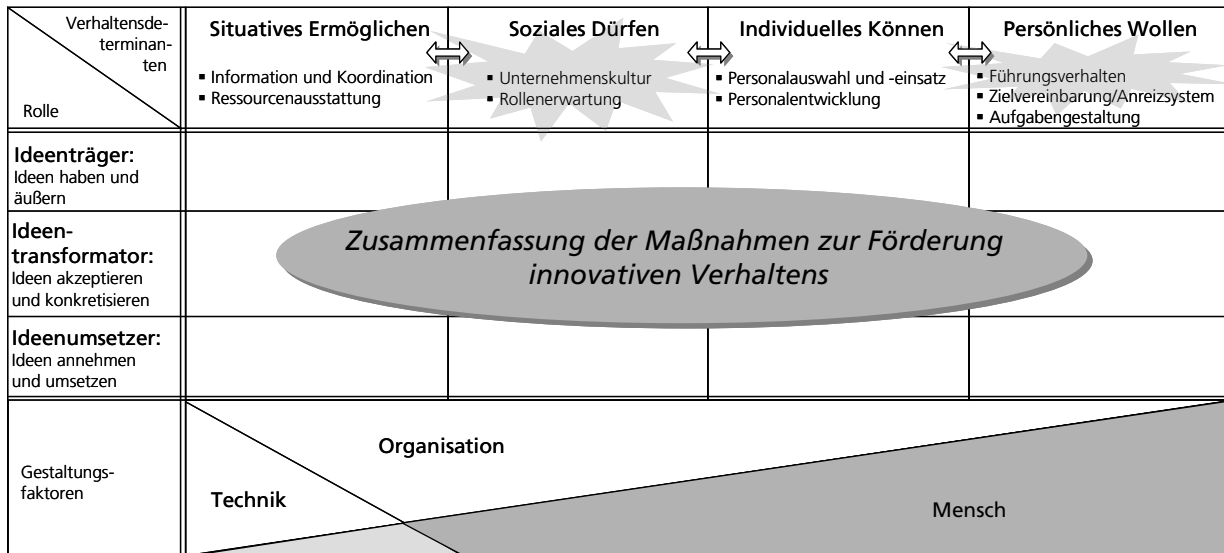 Verhaltensde-
terminan-
ten
Rolle
Situatives Ermöglichen
▪ Information und Koordination
▪ Ressourcenausstattung
Soziales Dürfen
▪ Unternehmenskultur
▪ Rollenerwartung
Individuelles Können
▪ Personalauswahl und -einsatz
▪ Personalentwicklung
Persönliches Wollen
▪ Führungsverhalten
▪ Zielvereinbarung/Anreizsystem
▪ Aufgabengestaltung
Ideenträger:
Ideen haben und
äußern
Ideen-
transformator:
Ideen akzeptieren
und konkretisieren
Zusammenfassung der Maßnahmen zur Förderung
innovativen Verhaltens
Ideenumsetzer:
Ideen annehmen
und umsetzen
Gestaltungs-
faktoren
Organisation
Technik
Mensch